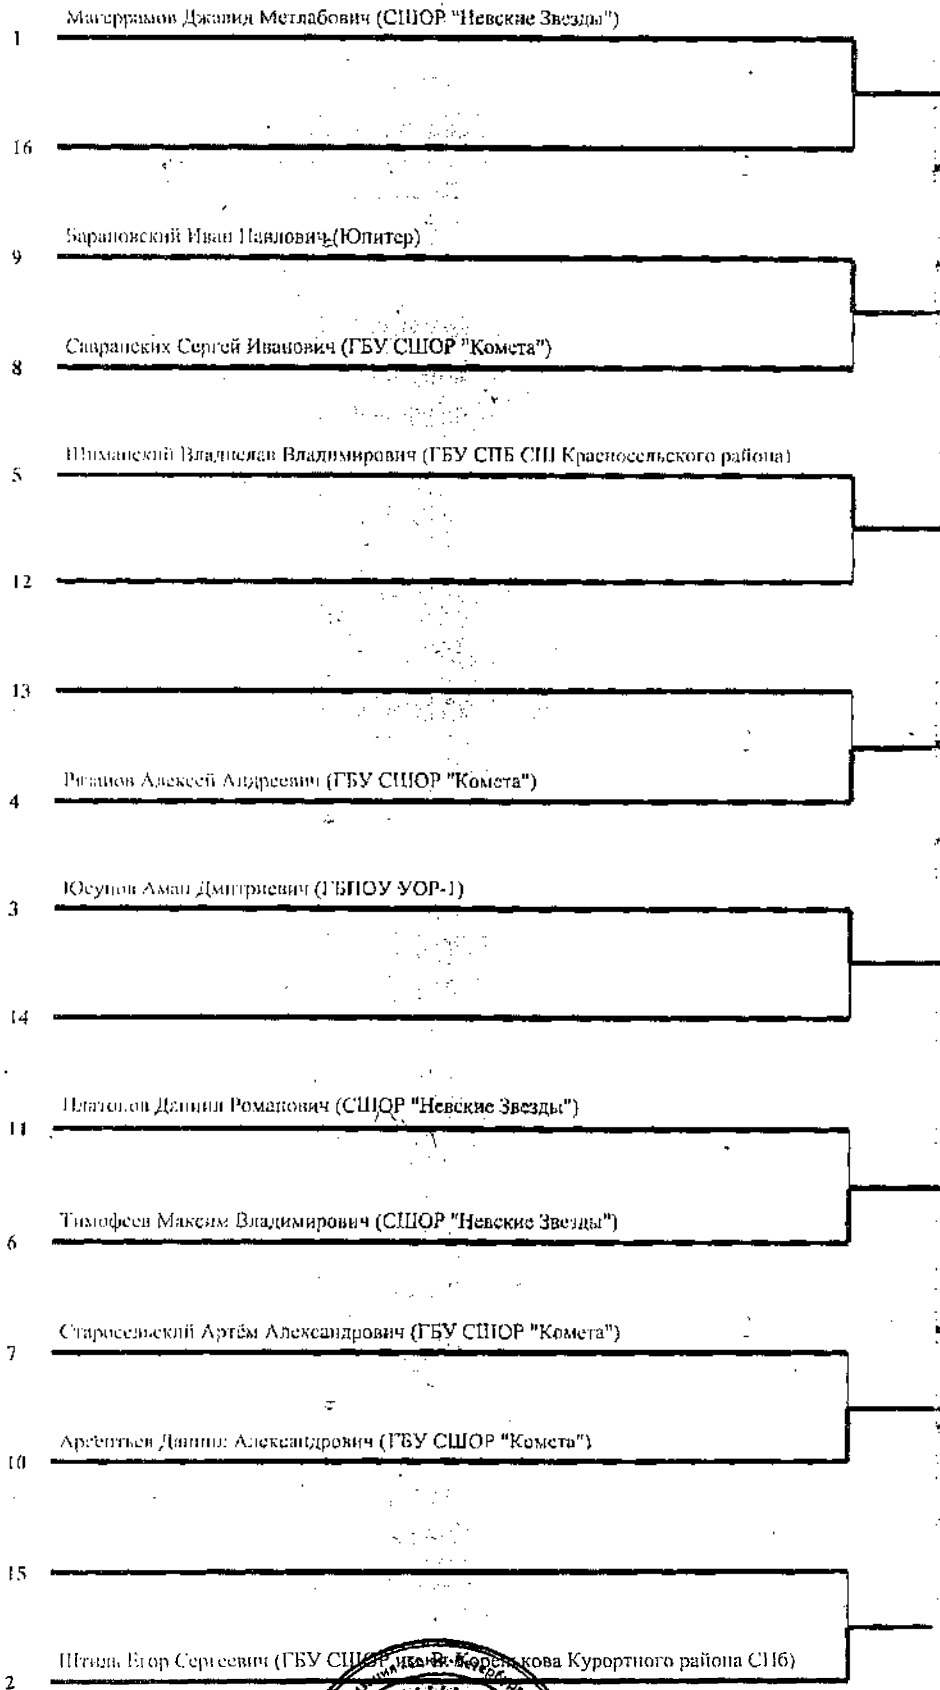 Магеррамов Джавид Метлабович (СШОР "Невские Звезды")
1
16
Барановский Иван Павлович (Юпитер)
9
Савранских Сергей Иванович (ГБУ СШОР "Комета")
8
Шиманский Владислав Владимирович (ГБУ СПБ СШ Красносельского района)
5
12
13
Рязанов Алексей Андреевич (ГБУ СШОР "Комета")
4
Юсупов Аман Дмитриевич (ГБПОУ УОР-1)
3
14
Платонов Даниил Романович (СШОР "Невские Звезды")
11
Тимофеев Максим Владимирович (СШОР "Невские Звезды")
6
Старосельский Артём Александрович (ГБУ СШОР "Комета")
7
Даниил Александрович (ГБУ СШОР "Комета")
10
15
Штиль Егор Сергеевич (ГБУ СШОР имени В. Коренькова Курортного района СПб)
2